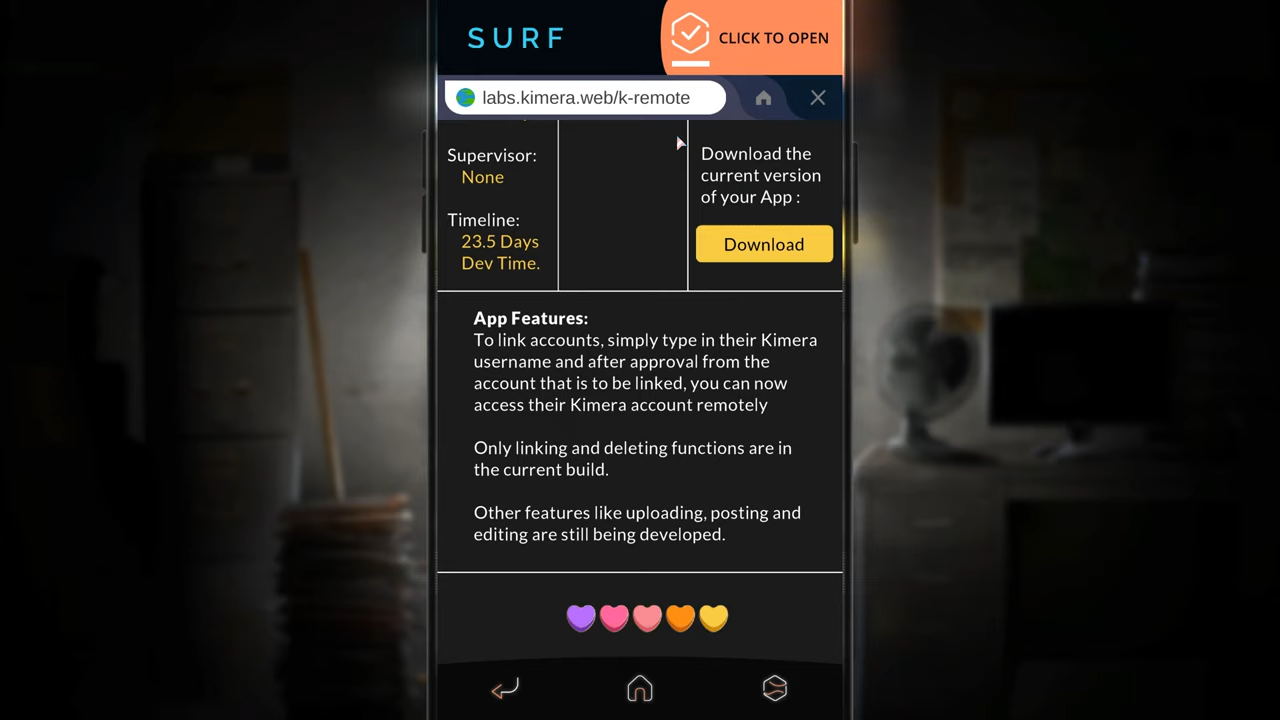 SURF
CLICK TO OPEN
labs.kimera.web/k-remote
Supervisor:
None
Timeline:
23.5 Days
Dev Time.
Download the
current version
of your App :
Download
App Features:
To link accounts, simply type in their Kimera
username and after approval from the
account that is to be linked, you can now
access their Kimera account remotely
Only linking and deleting functions are in
the current build.
Other features like uploading, posting and
editing are still being developed.